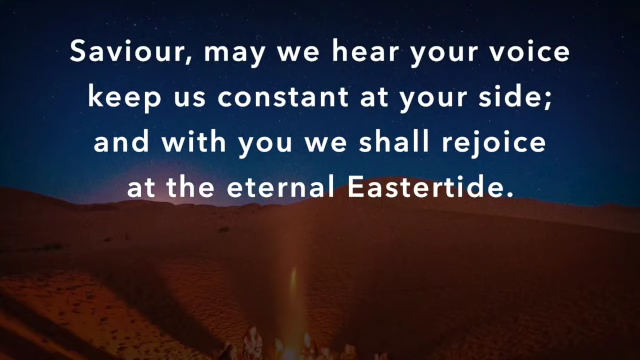 Saviour, may we hear your voice
keep us constant at your side;
and with you we shall rejoice
at the eternal Eastertide.